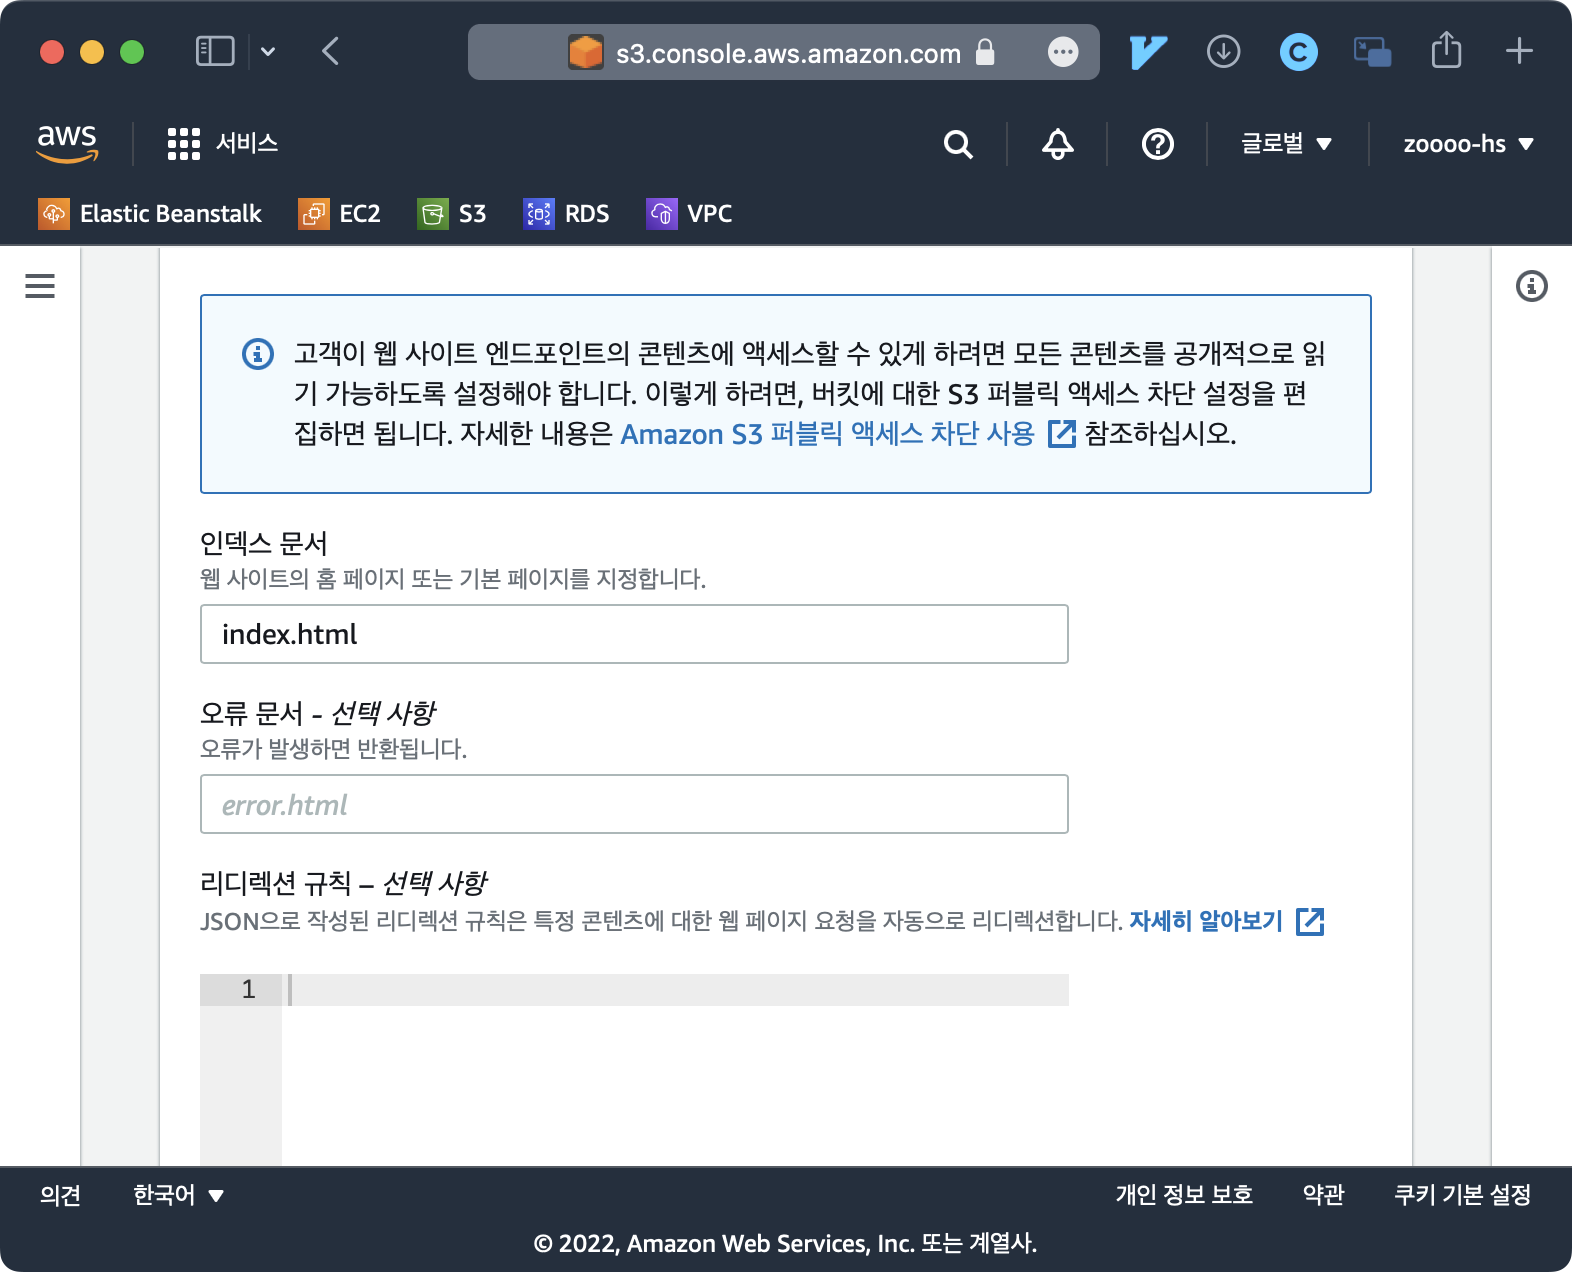 s3.console.aws.amazon.com
aws
서비스
글로벌
zoooo-hs
Elastic Beanstalk
EC2
S3
RDS
VPC
고객이 웹 사이트 엔드포인트의 콘텐츠에 액세스할 수 있게 하려면 모든 콘텐츠를 공개적으로 읽
기 가능하도록 설정해야 합니다. 이렇게 하려면, 버킷에 대한 S3 퍼블릭 액세스 차단 설정을 편
집하면 됩니다. 자세한 내용은 Amazon S3 퍼블릭 액세스 차단 사용 참조하십시오.
인덱스 문서
웹 사이트의 홈 페이지 또는 기본 페이지를 지정합니다.
index.html
오류 문서 - 선택 사항
오류가 발생하면 반환됩니다.
error.html
리디렉션 규칙 – 선택 사항
JSON으로 작성된 리디렉션 규칙은 특정 콘텐츠에 대한 웹 페이지 요청을 자동으로 리디렉션합니다. 자세히 알아보기
1
의견
한국어
개인 정보 보호
약관
쿠키 기본 설정
© 2022, Amazon Web Services, Inc. 또는 계열사.